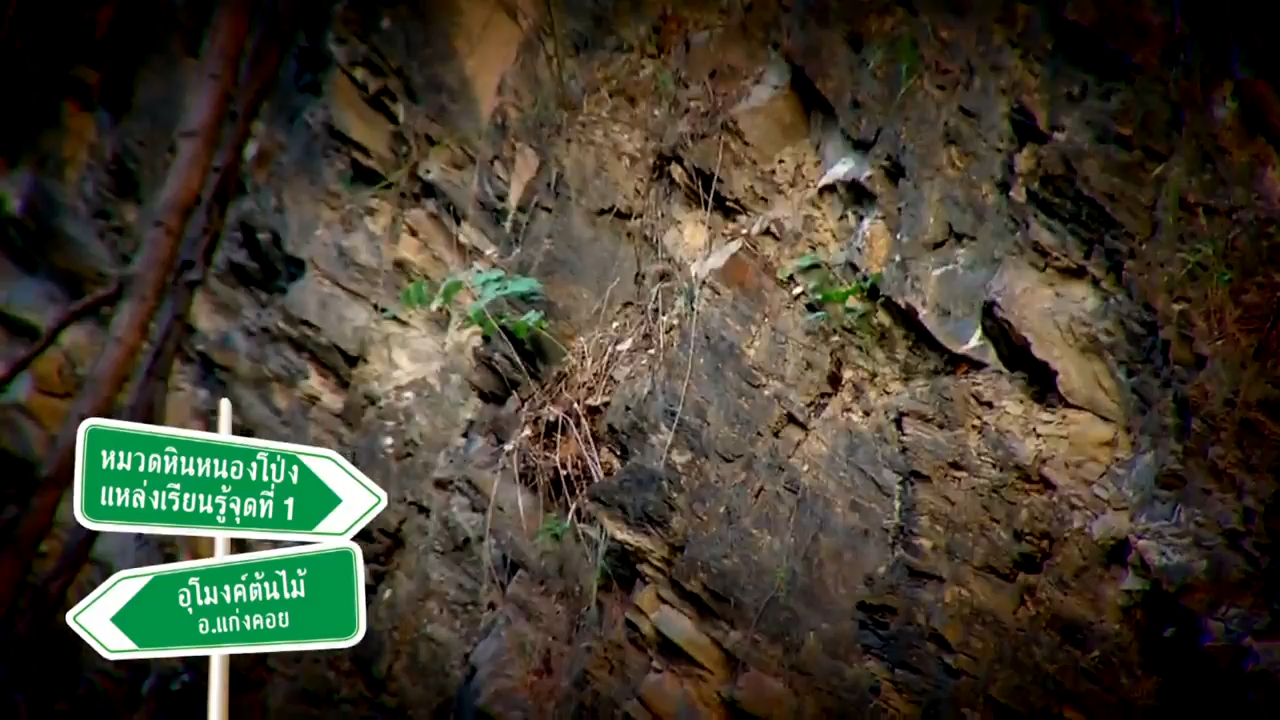 หมวดหินหนองโป่ง
แหล่งเรียนรู้จุดที่ 1
อุโมงค์ต้นไม้
อ.แก่งคอย